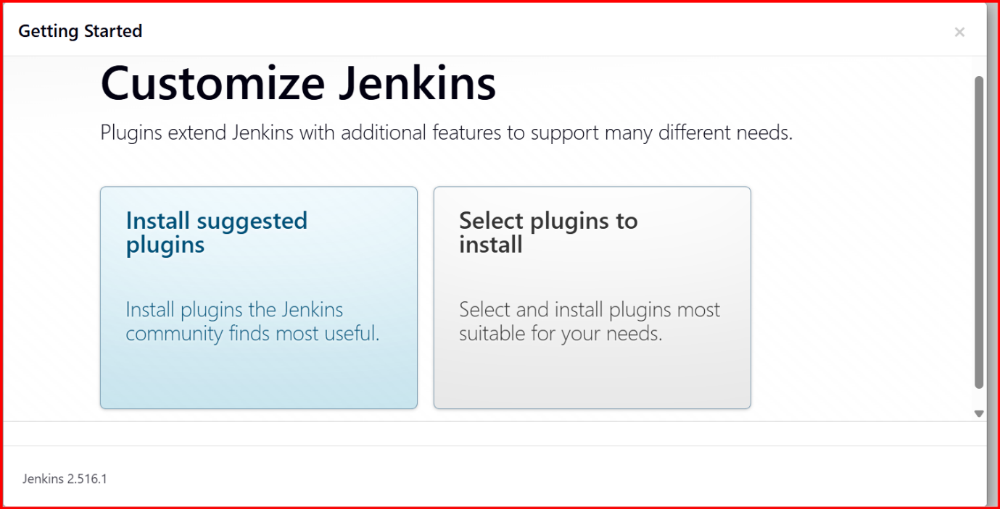 Getting Started
Customize Jenkins
Plugins extend Jenkins with additional features to support many different needs.
Install suggested
plugins
Install plugins the Jenkins
community finds most useful.
Select plugins to
install
Select and install plugins most
suitable for your needs.
Jenkins 2.516.1